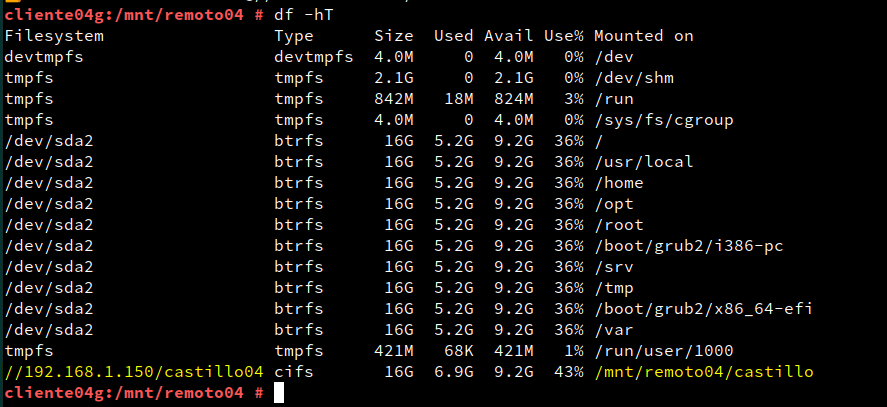 cliente04g:/mnt/remoto04 # df -hT
Filesystem Type Size Used Avail Use% Mounted on
devtmpfs devtmpfs 4.0M 0 4.0M 0% /dev
tmpfs tmpfs 2.1G 0 2.1G 0% /dev/shm
tmpfs tmpfs 842M 18M 824M 3% /run
tmpfs tmpfs 4.0M 0 4.0M 0% /sys/fs/cgroup
/dev/sda2 btrfs 16G 5.2G 9.2G 36% /
/dev/sda2 btrfs 16G 5.2G 9.2G 36% /usr/local
/dev/sda2 btrfs 16G 5.2G 9.2G 36% /home
/dev/sda2 btrfs 16G 5.2G 9.2G 36% /opt
/dev/sda2 btrfs 16G 5.2G 9.2G 36% /root
/dev/sda2 btrfs 16G 5.2G 9.2G 36% /boot/grub2/i386-pc
/dev/sda2 btrfs 16G 5.2G 9.2G 36% /srv
/dev/sda2 btrfs 16G 5.2G 9.2G 36% /tmp
/dev/sda2 btrfs 16G 5.2G 9.2G 36% /boot/grub2/x86_64-efi
/dev/sda2 btrfs 16G 5.2G 9.2G 36% /var
tmpfs tmpfs 421M 68K 421M 1% /run/user/1000
//192.168.1.150/castillo04 cifs 16G 6.9G 9.2G 43% /mnt/remoto04/castillo
cliente04g:/mnt/remoto04 #